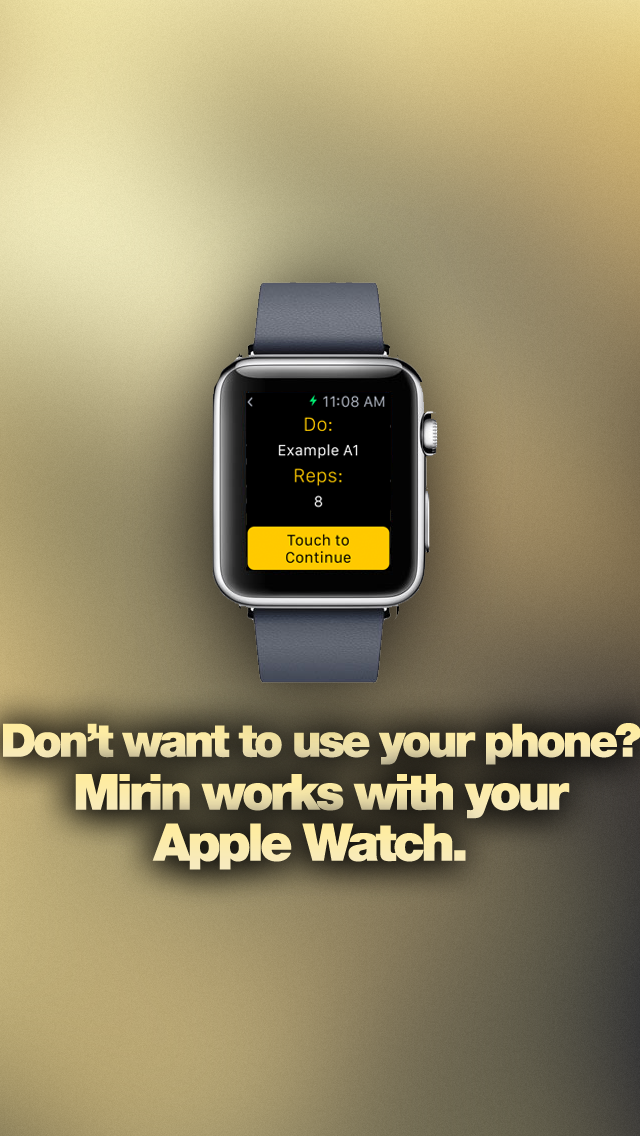 11:08 AM
Do:
Example A1
Reps:
8
Touch to
Continue
Don't want to use your phone?
Mirin works with your
Apple Watch.